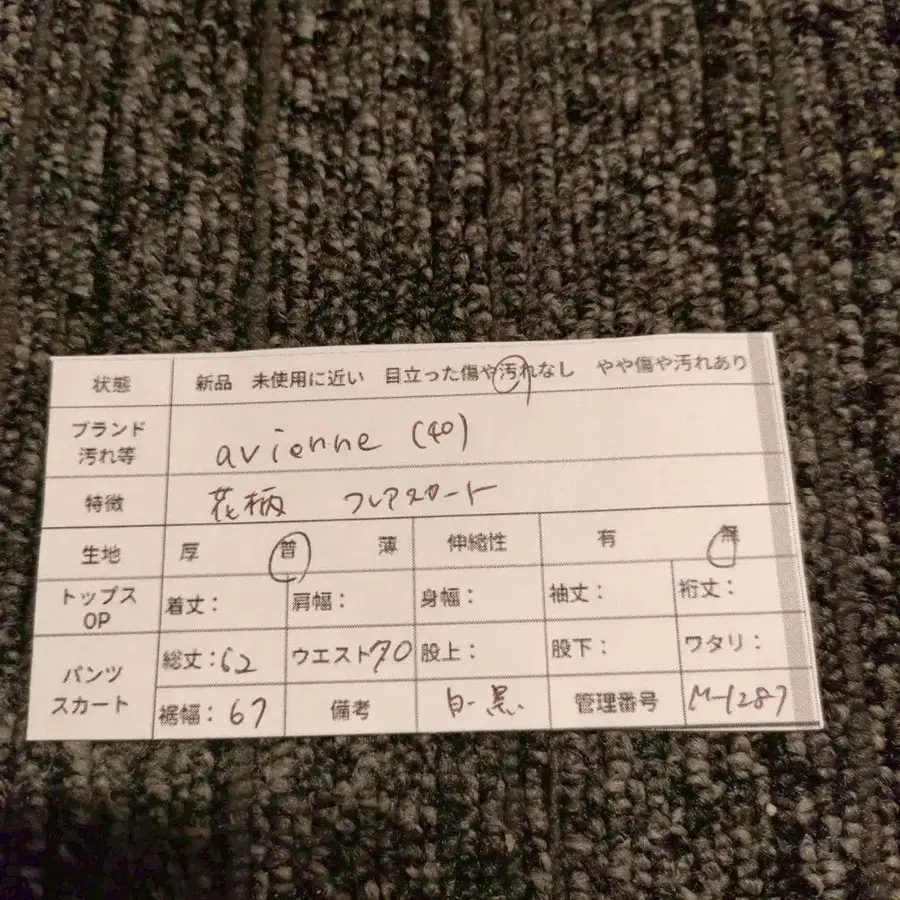 状態 新品 未使用に近い 目立った傷や汚れなし やや傷や汚れあり
ブランド
汚れ等
avienne (40)
特徴 花柄 フレアスカート
生地 厚 普 薄 伸縮性 有 無
トップス
OP
着丈: 肩幅: 身幅: 袖丈: 裄丈:
パンツ
スカート
総丈:62 ウエスト70 股上: 股下: ワタリ:
裾幅:67 備考 白・黒 管理番号 M-1287